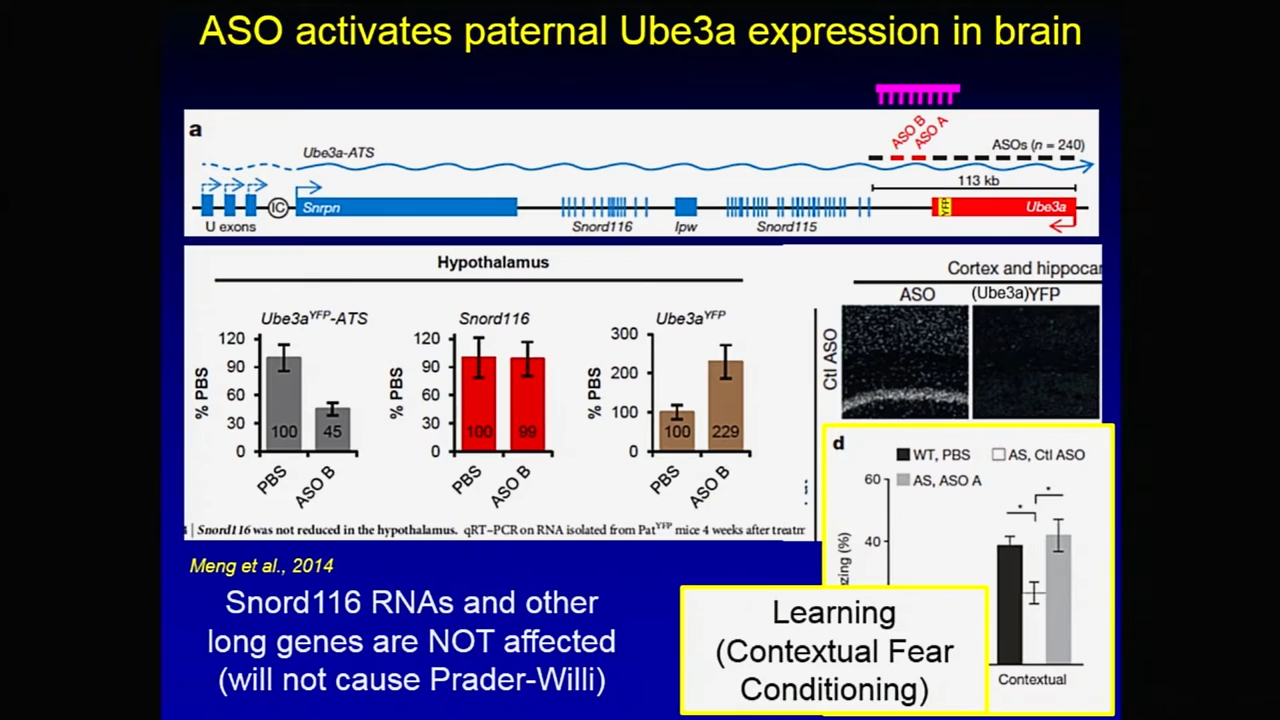 ASO activates paternal Ube3a expression in brain
a
Ube3a-ATS
ASO B
ASO A
ASOs (n = 240)
113 kb
IC
Snrpn
YFP
Ube3a
U exons
Snord116
Ipw
Snord115
Hypothalamus
Ube3aYFP-ATS
% PBS
120
90
60
30
0
100
45
PBS
ASO B
Snord116
% PBS
120
90
60
30
0
100
99
PBS
ASO B
Ube3aYFP
% PBS
300
200
100
0
100
229
PBS
ASO B
| Snord116 was not reduced in the hypothalamus. qRT–PCR on RNA isolated from PatYFP mice 4 weeks after treatm
Cortex and hippocar
ASO
(Ube3a)YFP
Ctl ASO
d
WT, PBS
AS, Ctl ASO
AS, ASO A
60
40
zing (%)
*
*
Contextual
Meng et al., 2014
Snord116 RNAs and other
long genes are NOT affected
(will not cause Prader-Willi)
Learning
(Contextual Fear
Conditioning)